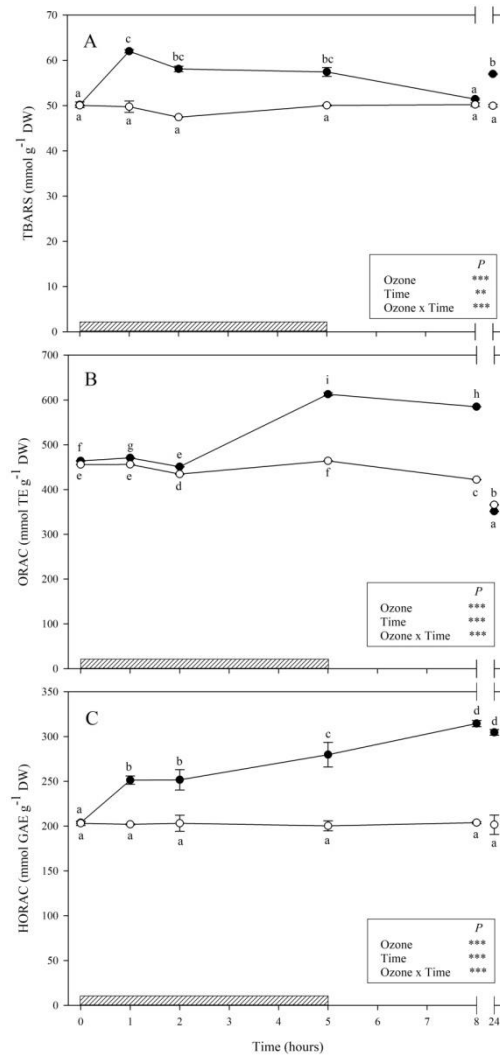 A
70
60
50
40
30
20
10
0
TBARS (mmol g-1 DW)
a c bc bc a b
a a a a a a
P
Ozone ***
Time **
Ozone x Time ***
B
700
600
500
400
300
200
100
0
ORAC (mmol TE g-1 DW)
f g e i h b
e e d f c a
P
Ozone ***
Time ***
Ozone x Time ***
C
350
300
250
200
150
100
50
0
HORAC (mmol GAE g-1 DW)
a b b c d d
a a a a a a
P
Ozone ***
Time ***
Ozone x Time ***
0 1 2 3 4 5 6 7 8 24
Time (hours)